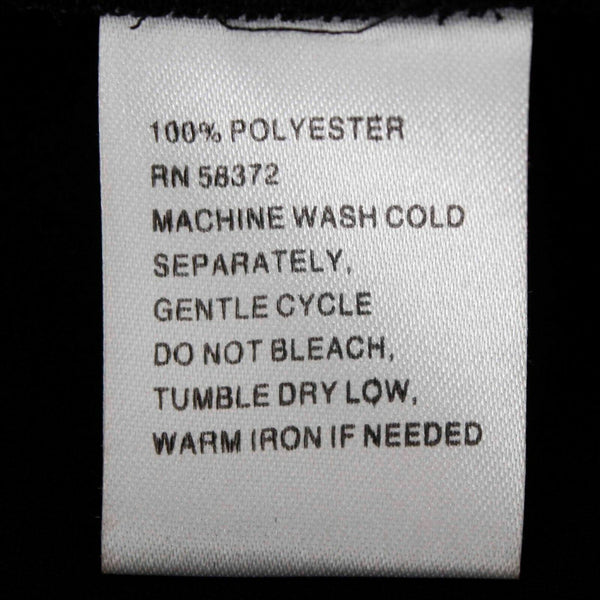 100% POLYESTER
RN 58372
MACHINE WASH COLD
SEPARATELY,
GENTLE CYCLE
DO NOT BLEACH,
TUMBLE DRY LOW,
WARM IRON IF NEEDED